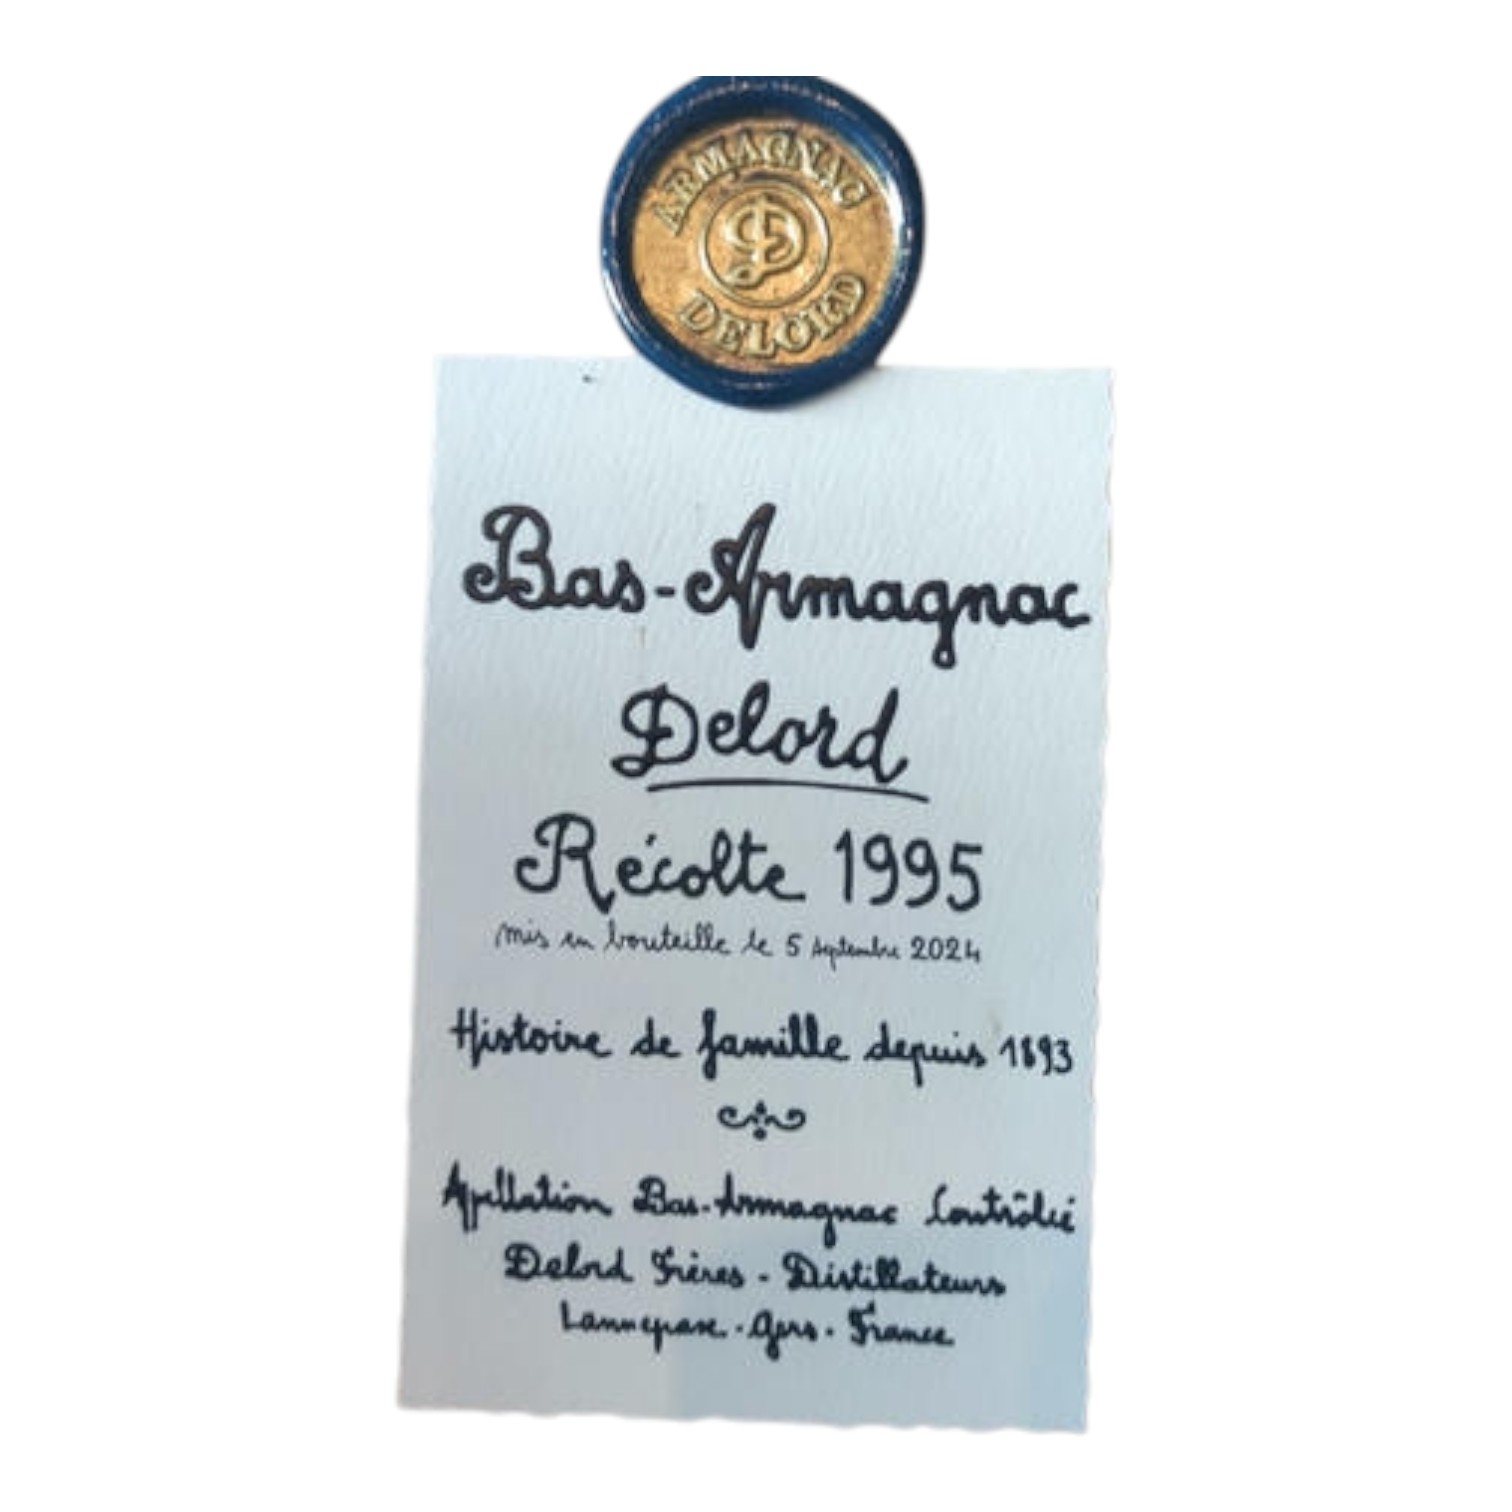 ARMAGNAC
DELORD
Bas-Armagnac
Delord
Récolte 1995
mis en bouteille le 5 septembre 2024
Histoire de famille depuis 1893
Appellation Bas-Armagnac Contrôlée
Delord Frères - Distillateurs
Lannepax - Gers - France